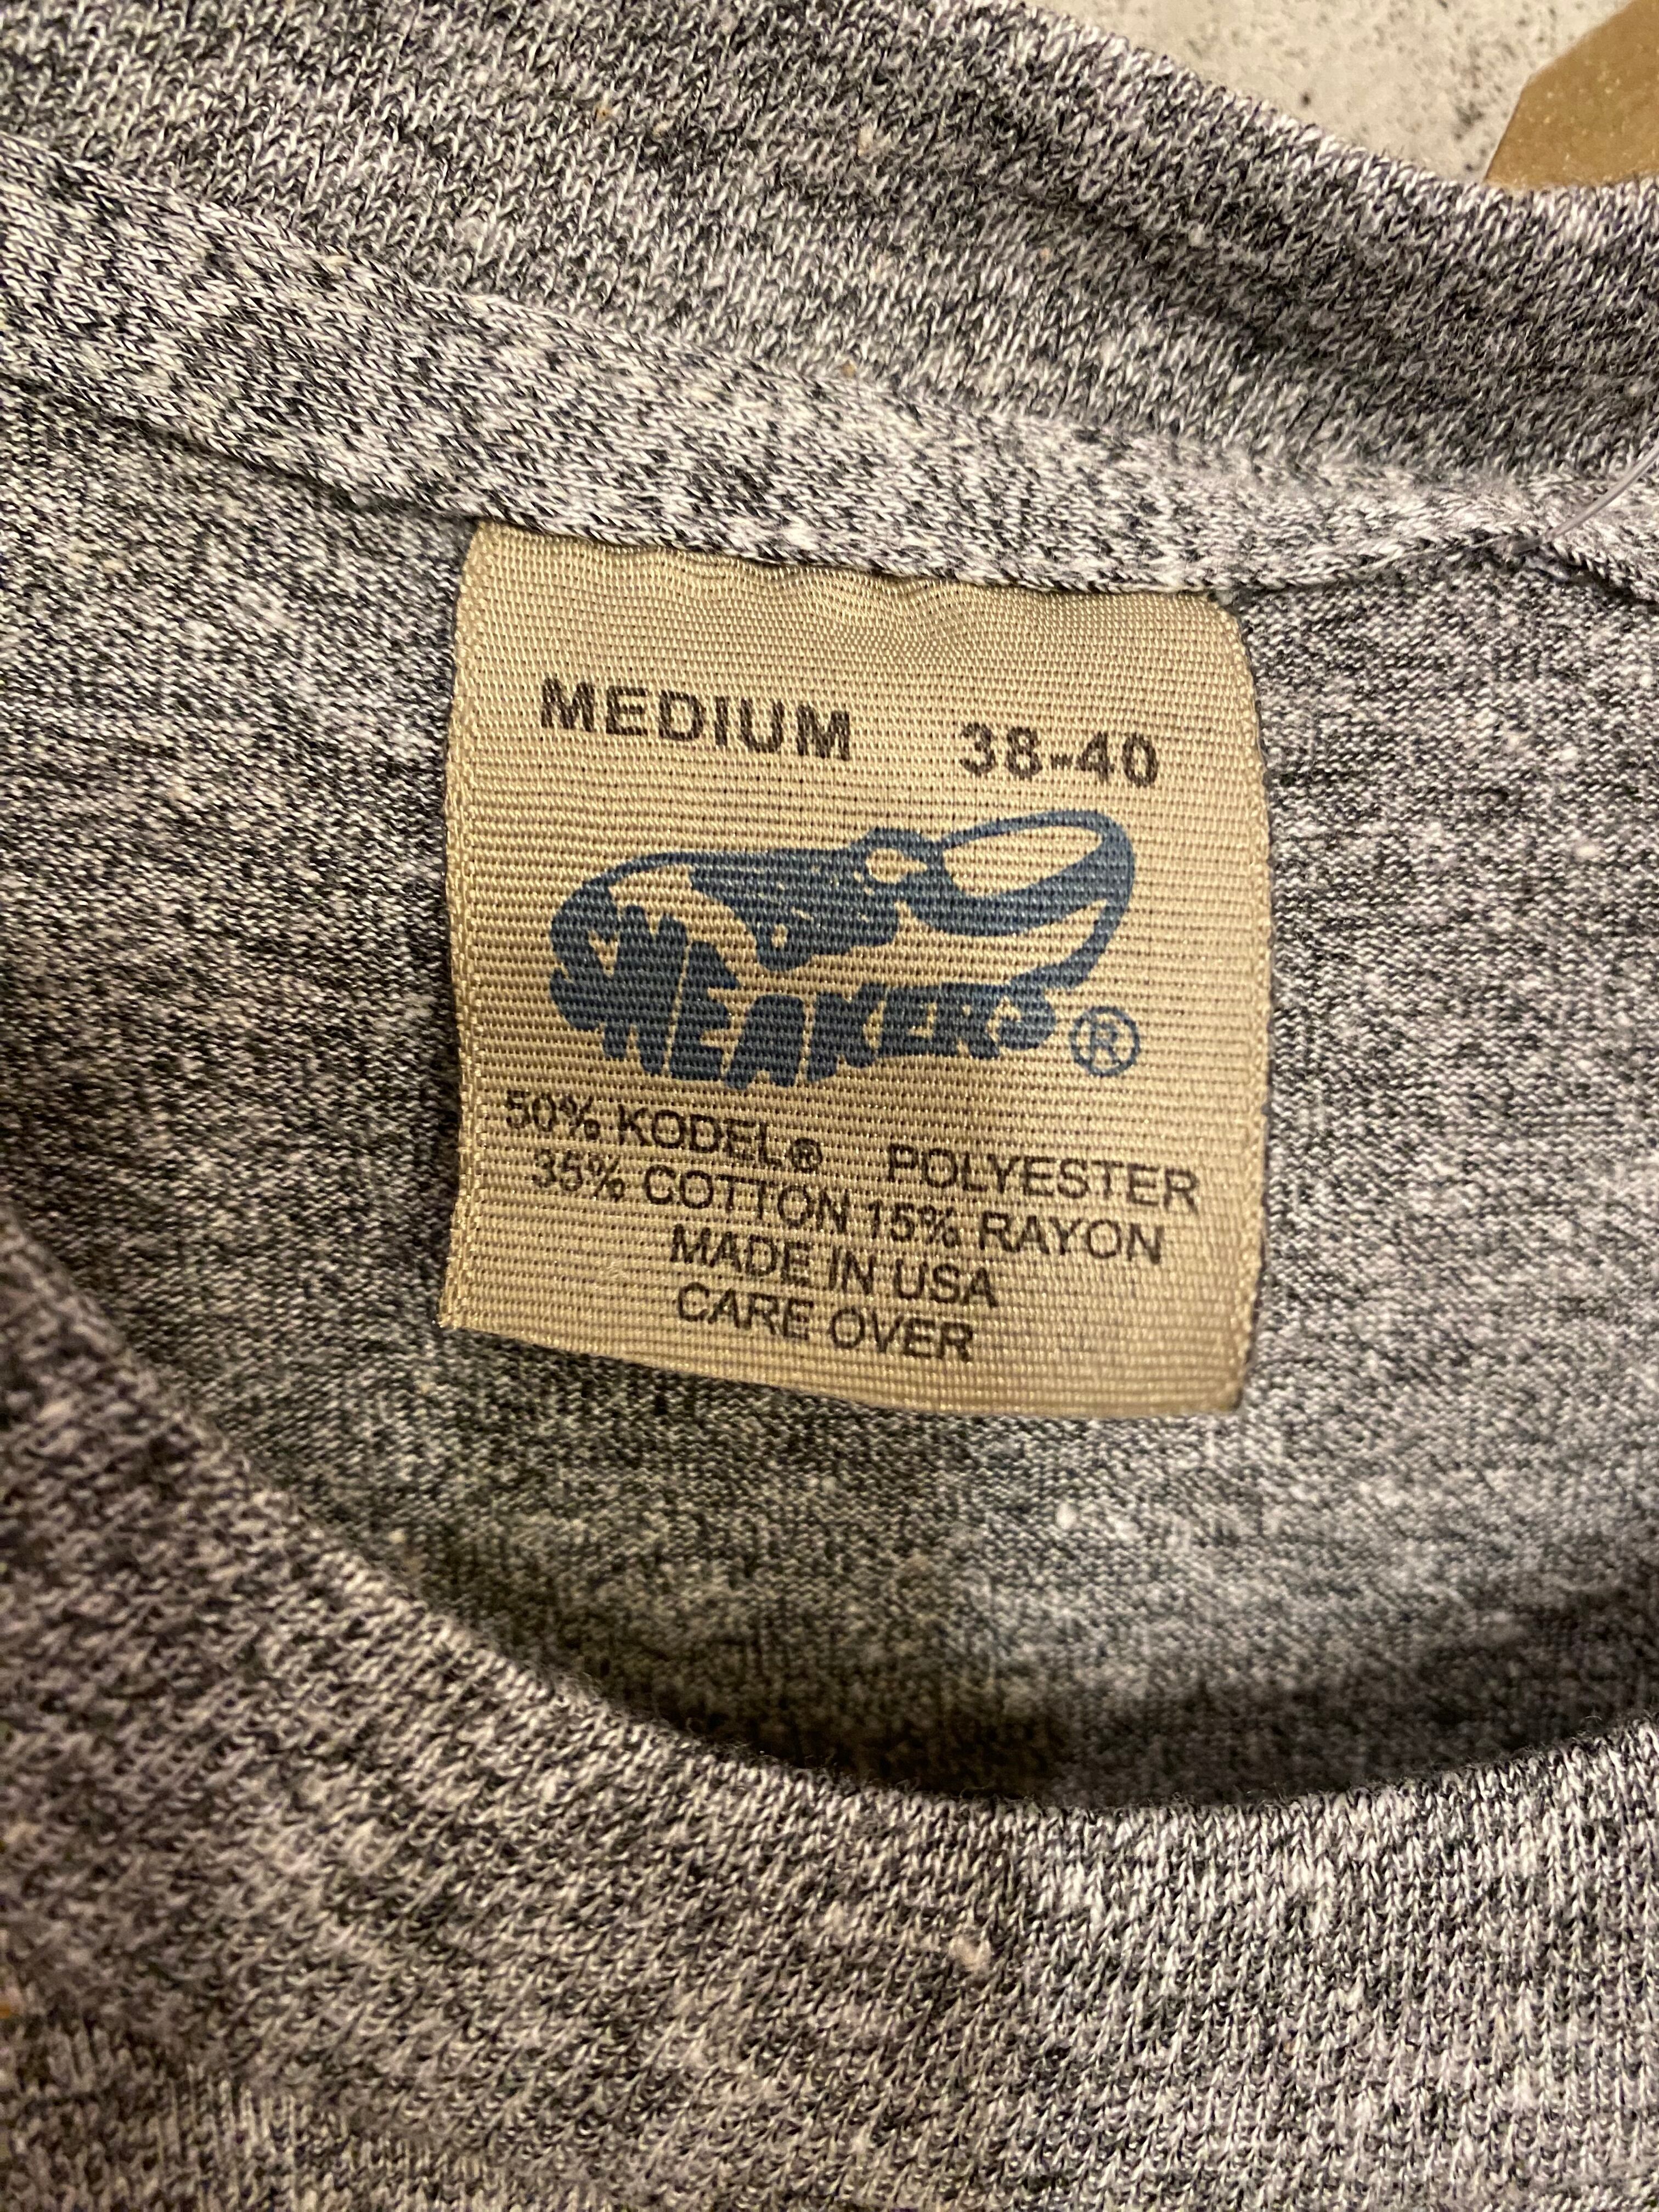 MEDIUM 38-40
SNEAKERS ®
50% KODEL® POLYESTER
35% COTTON 15% RAYON
MADE IN USA
CARE OVER